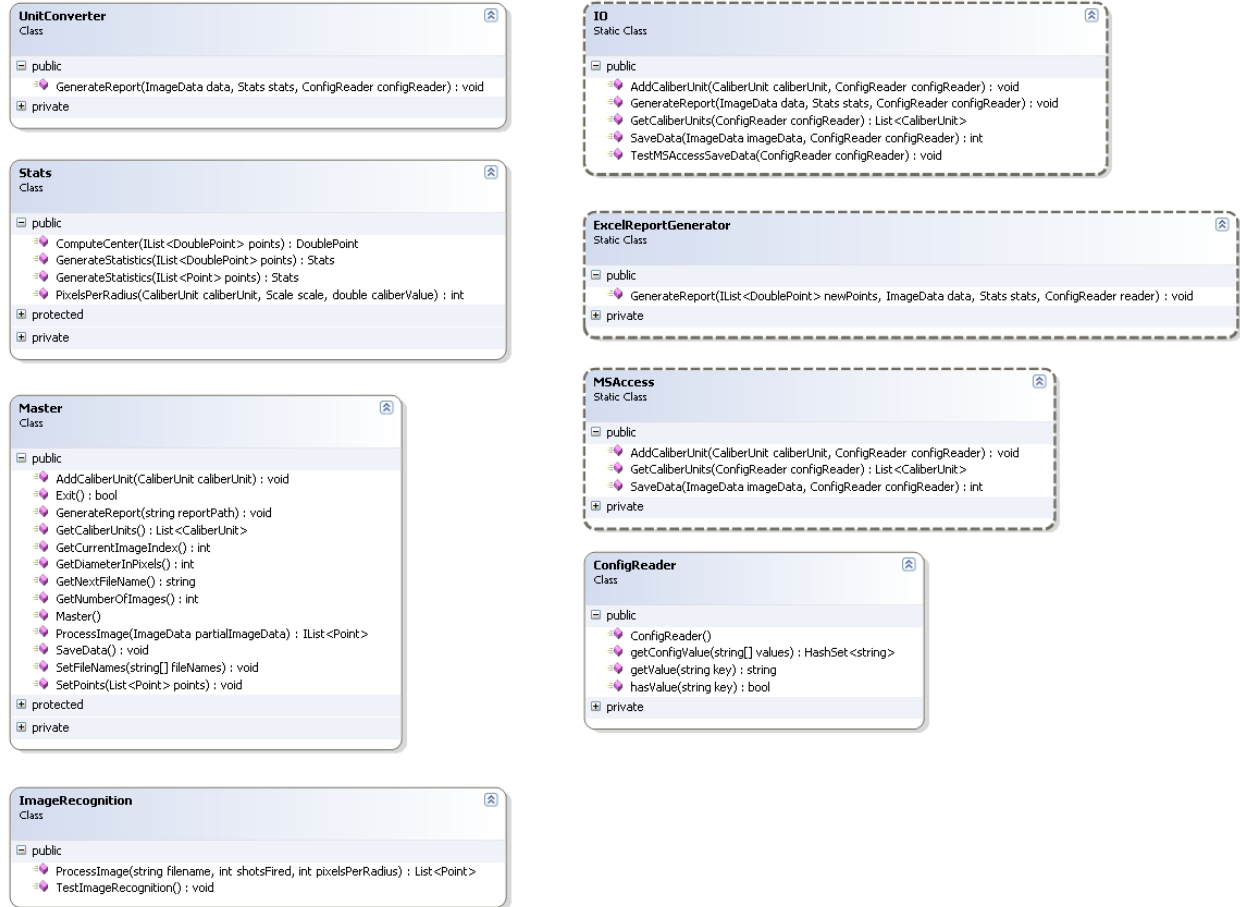 UnitConverter
Class
public
GenerateReport(ImageData data, Stats stats, ConfigReader configReader) : void
private
Stats
Class
public
ComputeCenter(IList<DoublePoint> points) : DoublePoint
GenerateStatistics(IList<DoublePoint> points) : Stats
GenerateStatistics(IList<Point> points) : Stats
PixelsPerRadius(CaliberUnit caliberUnit, Scale scale, double caliberValue) : int
protected
private
Master
Class
public
AddCaliberUnit(CaliberUnit caliberUnit) : void
Exit() : bool
GenerateReport(string reportPath) : void
GetCaliberUnits() : List<CaliberUnit>
GetCurrentImageIndex() : int
GetDiameterInPixels() : int
GetNextFileName() : string
GetNumberOfImages() : int
Master()
ProcessImage(ImageData partialImageData) : IList<Point>
SaveData() : void
SetFileNames(string[] fileNames) : void
SetPoints(List<Point> points) : void
protected
private
ImageRecognition
Class
public
ProcessImage(string filename, int shotsFired, int pixelsPerRadius) : List<Point>
TestImageRecognition() : void
IO
Static Class
public
AddCaliberUnit(CaliberUnit caliberUnit, ConfigReader configReader) : void
GenerateReport(ImageData data, Stats stats, ConfigReader configReader) : void
GetCaliberUnits(ConfigReader configReader) : List<CaliberUnit>
SaveData(ImageData imageData, ConfigReader configReader) : int
TestMSAccessSaveData(ConfigReader configReader) : void
ExcelReportGenerator
Static Class
public
GenerateReport(IList<DoublePoint> newPoints, ImageData data, Stats stats, ConfigReader reader) : void
private
MSAccess
Static Class
public
AddCaliberUnit(CaliberUnit caliberUnit, ConfigReader configReader) : void
GetCaliberUnits(ConfigReader configReader) : List<CaliberUnit>
SaveData(ImageData imageData, ConfigReader configReader) : int
private
ConfigReader
Class
public
ConfigReader()
getConfigValue(string[] values) : HashSet<string>
getValue(string key) : string
hasValue(string key) : bool
private